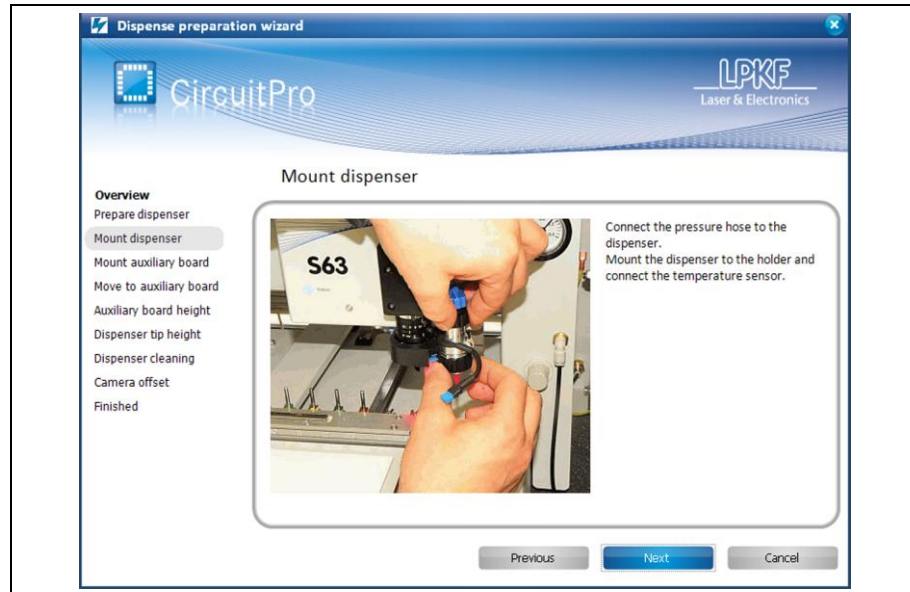 Dispense preparation wizard
CircuitPro
LPKF
Laser & Electronics
Mount dispenser
Overview
Prepare dispenser
Mount dispenser
Mount auxiliary board
Move to auxiliary board
Auxiliary board height
Dispenser tip height
Dispenser cleaning
Camera offset
Finished
S63
Connect the pressure hose to the
dispenser.
Mount the dispenser to the holder and
connect the temperature sensor.
Previous
Next
Cancel